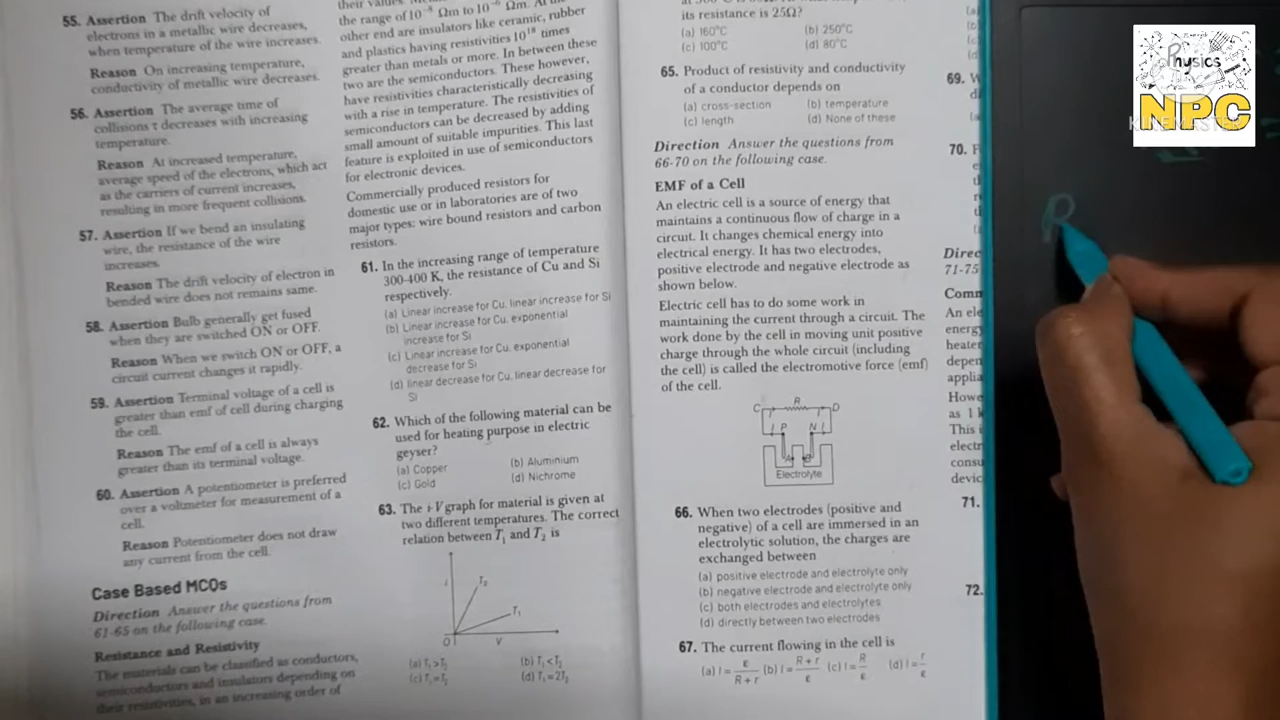 55. Assertion The drift velocity of
electrons in a metallic wire decreases,
when temperature of the wire increases.
Reason On increasing temperature,
conductivity of metallic wire decreases.
56. Assertion The average time of
collisions τ decreases with increasing
temperature.
Reason At increased temperature,
average speed of the electrons, which act
as the carriers of current increases,
resulting in more frequent collisions.
57. Assertion If we bend an insulating
wire, the resistance of the wire
increases.
Reason The drift velocity of electron in
bended wire does not remains same.
58. Assertion Bulb generally get fused
when they are switched ON or OFF.
Reason When we switch ON or OFF, a
circuit current changes it rapidly.
59. Assertion Terminal voltage of a cell is
greater than emf of cell during charging
the cell.
Reason The emf of a cell is always
greater than its terminal voltage.
60. Assertion A potentiometer is preferred
over a voltmeter for measurement of a
cell.
Reason Potentiometer does not draw
any current from the cell.
Case Based MCQs
Direction Answer the questions from
61-65 on the following case.
Resistance and Resistivity
The materials can be classified as conductors,
semiconductors and insulators depending on
their resistivities, in an increasing order of
the range of 10⁻⁸ Ωm to 10⁻⁶ Ωm. At the
other end are insulators like ceramic, rubber
and plastics having resistivities 10¹⁸ times
greater than metals or more. In between these
two are the semiconductors. These however,
have resistivities characteristically decreasing
with a rise in temperature. The resistivities of
semiconductors can be decreased by adding
small amount of suitable impurities. This last
feature is exploited in use of semiconductors
for electronic devices.
Commercially produced resistors for
domestic use or in laboratories are of two
major types: wire bound resistors and carbon
resistors.
61. In the increasing range of temperature
300-400 K, the resistance of Cu and Si
respectively.
(a) Linear increase for Cu, linear increase for Si
(b) Linear increase for Cu, exponential
increase for Si
(c) Linear increase for Cu, exponential
decrease for Si
(d) linear decrease for Cu, linear decrease for
Si
62. Which of the following material can be
used for heating purpose in electric
geyser?
(a) Copper (b) Aluminium
(c) Gold (d) Nichrome
63. The i-V graph for material is given at
two different temperatures. The correct
relation between T₁ and T₂ is
i
T₂
T₁
O V
(a) T₁ > T₂ (b) T₁ < T₂
(c) T₁ = T₂ (d) T₁ = 2T₂
its resistance is 25Ω?
(a) 160°C (b) 250°C
(c) 100°C (d) 80°C
65. Product of resistivity and conductivity
of a conductor depends on
(a) cross-section (b) temperature
(c) length (d) None of these
Direction Answer the questions from
66-70 on the following case.
EMF of a Cell
An electric cell is a source of energy that
maintains a continuous flow of charge in a
circuit. It changes chemical energy into
electrical energy. It has two electrodes,
positive electrode and negative electrode as
shown below.
Electric cell has to do some work in
maintaining the current through a circuit. The
work done by the cell in moving unit positive
charge through the whole circuit (including
the cell) is called the electromotive force (emf)
of the cell.
R
C D
I P N I
A B
Electrolyte
66. When two electrodes (positive and
negative) of a cell are immersed in an
electrolytic solution, the charges are
exchanged between
(a) positive electrode and electrolyte only
(b) negative electrode and electrolyte only
(c) both electrodes and electrolytes
(d) directly between two electrodes
67. The current flowing in the cell is
(a) I = ε/(R + r) (b) I = (R + r)/ε (c) I = R/ε (d) I = r/ε
69.
70.
Direc
71-75
Comm
An ele
energy
heater
depen
applia
Howe
as 1 k
This i
electr
consu
devic
71.
72.
Physics
NPC
KINEMASTER
R